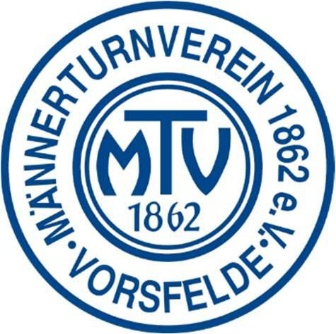 MÄNNERTURNVEREIN 1862 e.V.
MTV
1862
• VORSFELDE •